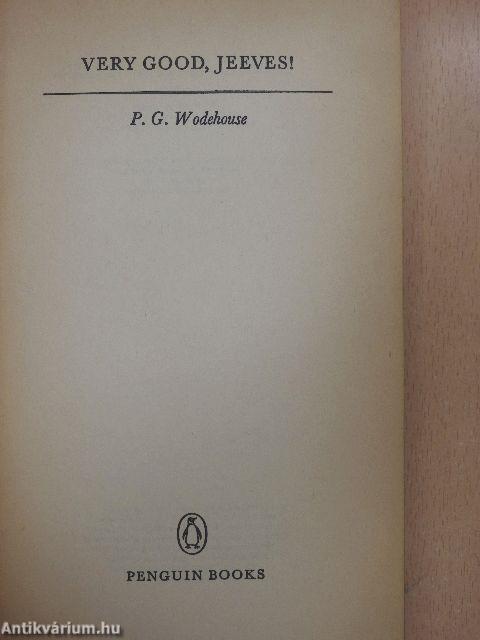 VERY GOOD, JEEVES!
P. G. Wodehouse
PENGUIN BOOKS
Antikvárium.hu